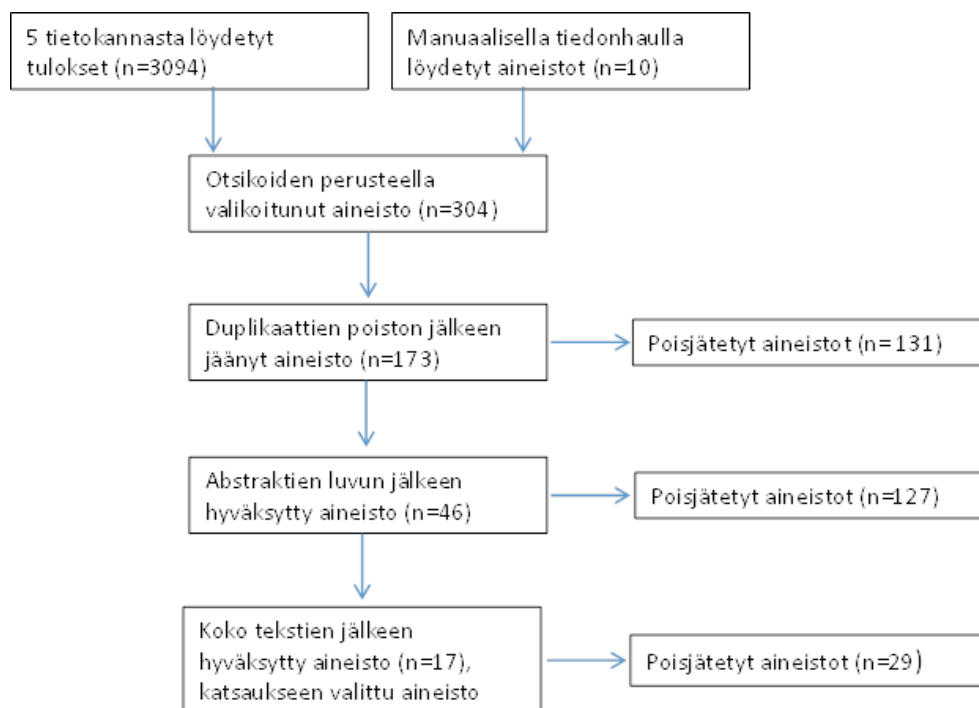 5 tietokannasta löydetyt
tulokset (n=3094)
Manuaalisella tiedonhaulla
löydetyt aineistot (n=10)
Otsikoiden perusteella
valikoitunut aineisto (n=304)
Duplikaattien poiston jälkeen
jäänyt aineisto (n=173)
Poisjätetyt aineistot (n=131)
Abstraktien luvun jälkeen
hyväksytty aineisto (n=46)
Poisjätetyt aineistot (n=127)
Koko tekstien jälkeen
hyväksytty aineisto (n=17),
katsaukseen valittu aineisto
Poisjätetyt aineistot (n=29)